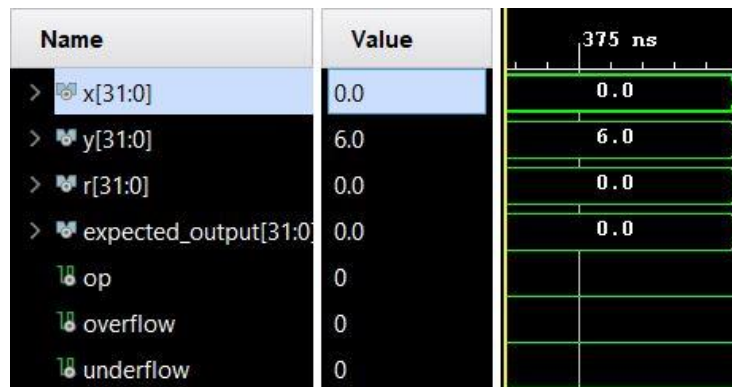 Name Value 375 ns
x[31:0] 0.0 0.0
y[31:0] 6.0 6.0
r[31:0] 0.0 0.0
expected_output[31:0] 0.0 0.0
op 0
overflow 0
underflow 0